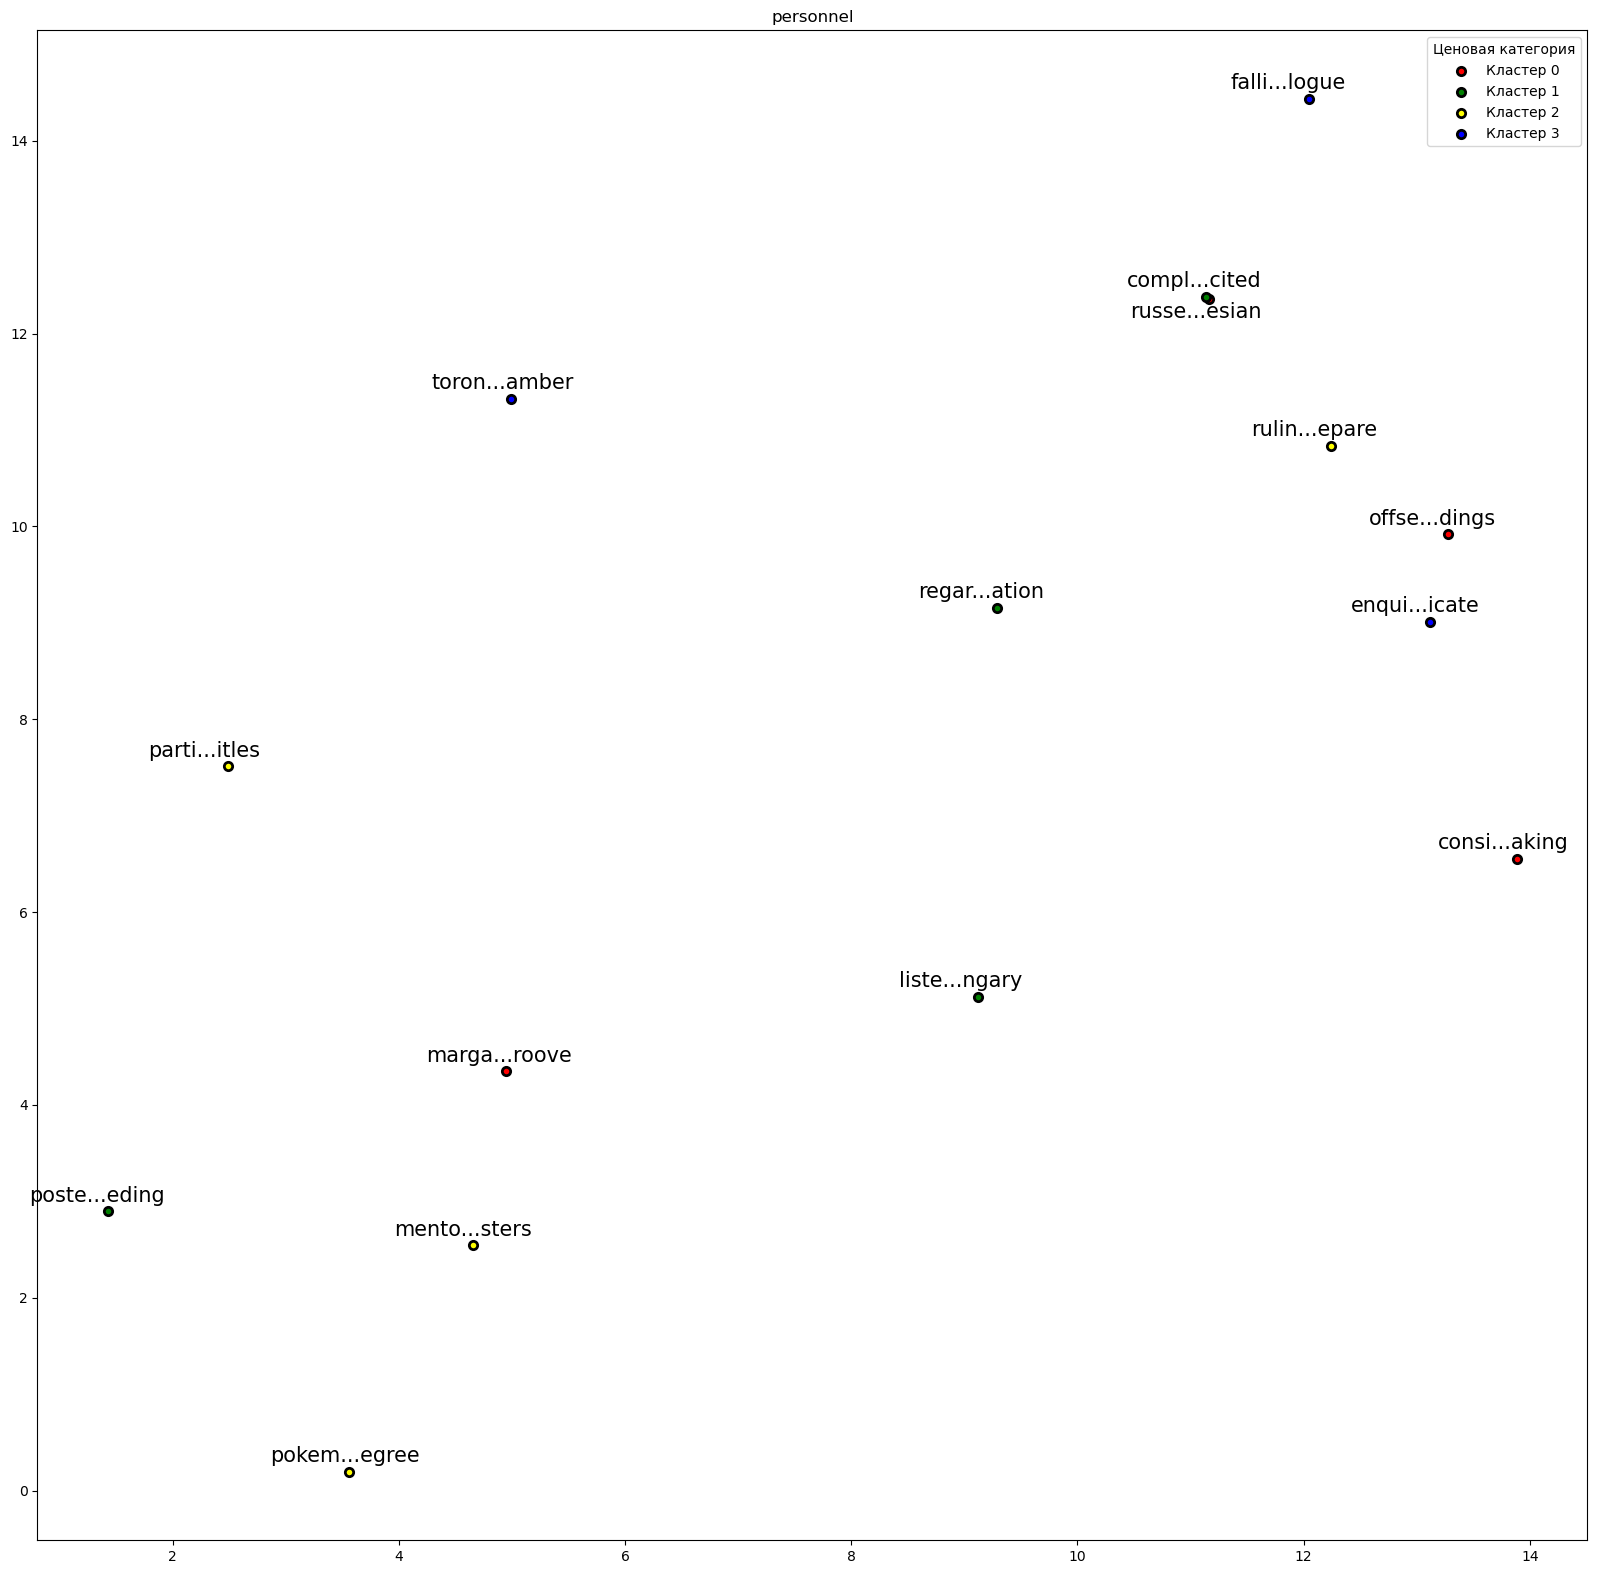 personnel
Ценовая категория
Кластер 0
Кластер 1
Кластер 2
Кластер 3
falli...logue
compl...cited
russe...esian
toron...amber
rulin...epare
offse...dings
regar...ation
enqui...icate
parti...itles
consi...aking
liste...ngary
marga...roove
poste...eding
mento...sters
pokem...egree
14
12
10
8
6
4
2
0
2 4 6 8 10 12 14